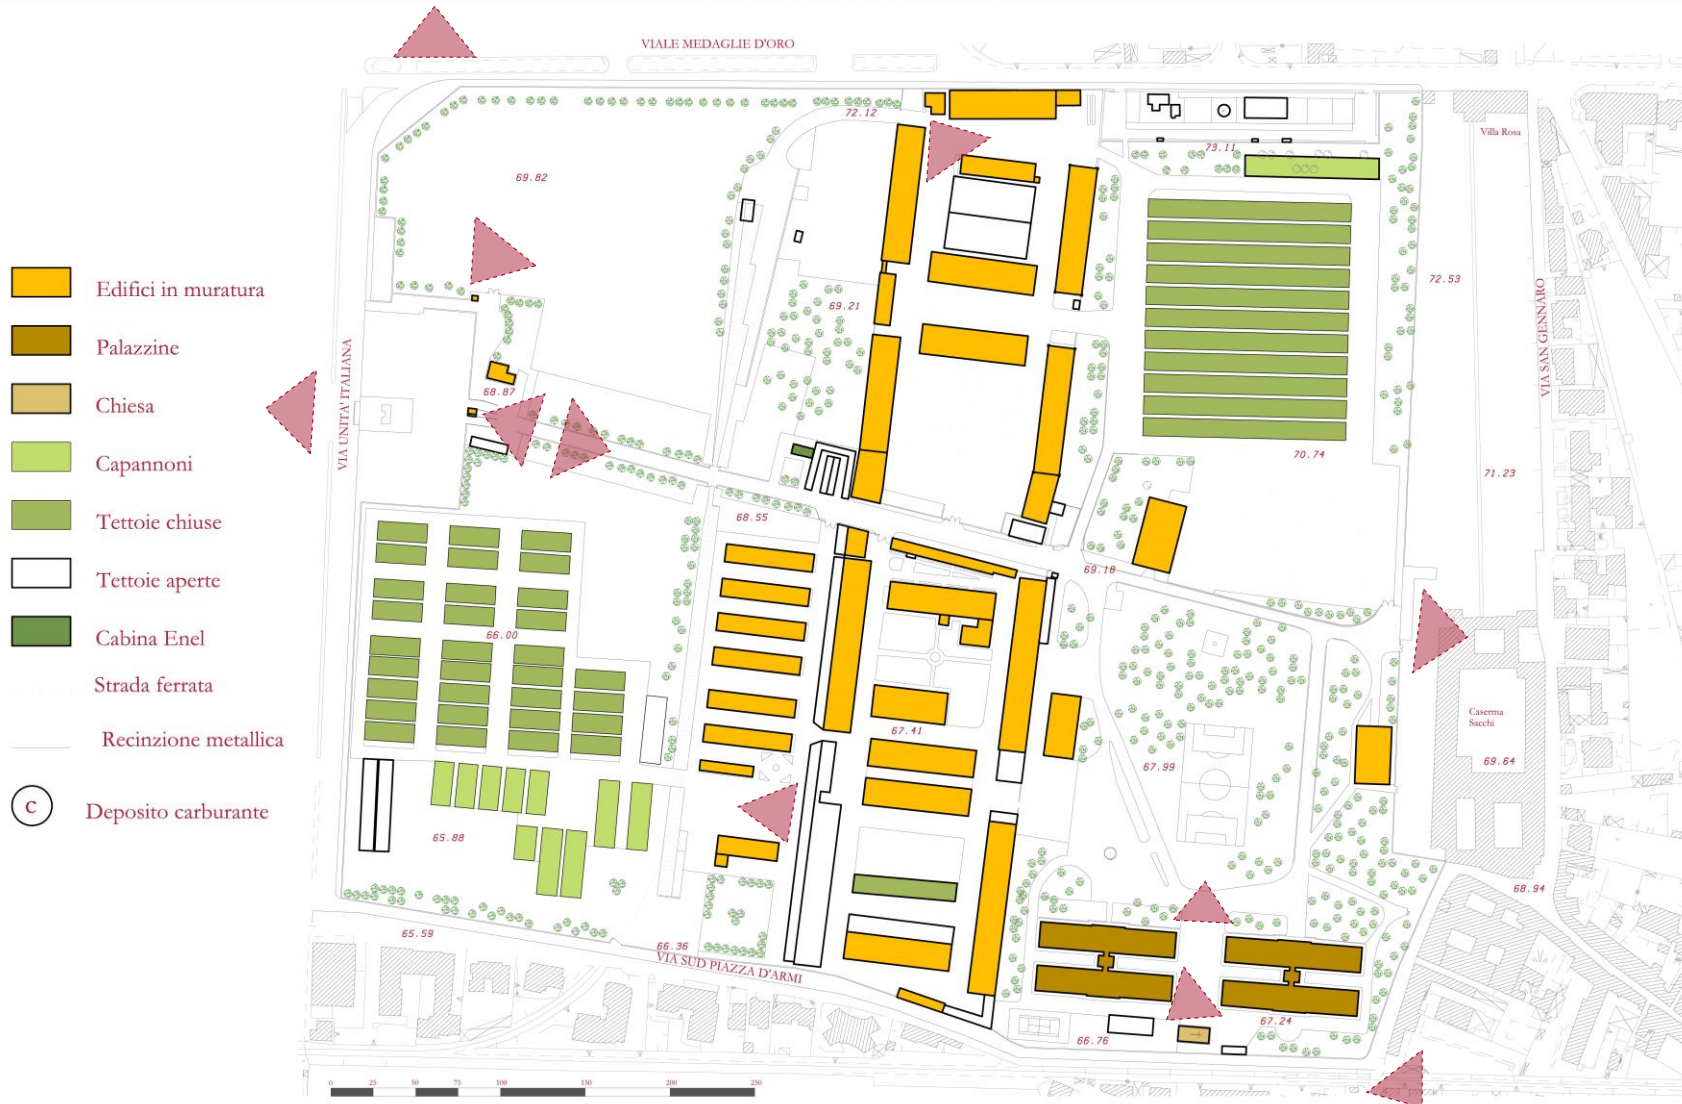 VIALE MEDAGLIE D'ORO
72.12
73.11
Villa Rosa
69.82
72.53
69.21
VIA SAN GENNARO
VIA UNITA' ITALIANA
68.87
70.74
71.23
68.55
69.18
66.00
67.41
67.99
Caserma
Sacchi
69.64
65.88
68.94
65.59
66.36
VIA SUD PIAZZA D'ARMI
67.24
66.76
Edifici in muratura
Palazzine
Chiesa
Capannoni
Tettoie chiuse
Tettoie aperte
Cabina Enel
Strada ferrata
Recinzione metallica
C Deposito carburante
0 25 50 75 100 150 200 250